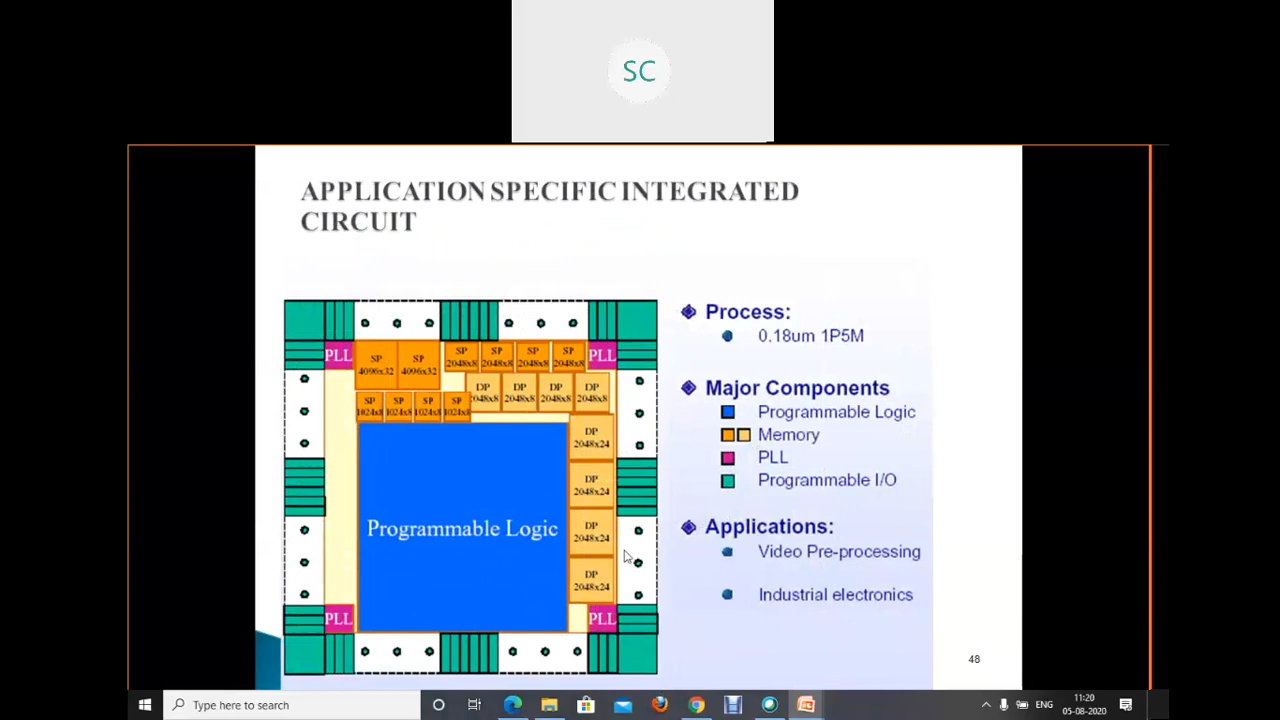 SC
APPLICATION SPECIFIC INTEGRATED
CIRCUIT
PLL
SP
4096x32
SP
4096x32
SP
2048x8
SP
2048x8
SP
2048x8
SP
2048x8
PLL
DP
2048x8
DP
2048x8
DP
2048x8
DP
2048x8
SP
1024x8
SP
1024x8
SP
1024x8
SP
1024x8
DP
2048x24
DP
2048x24
DP
2048x24
DP
2048x24
Programmable Logic
PLL
PLL
Process:
0.18um 1P5M
Major Components
Programmable Logic
Memory
PLL
Programmable I/O
Applications:
Video Pre-processing
Industrial electronics
48
Type here to search
ENG
11:20
05-08-2020